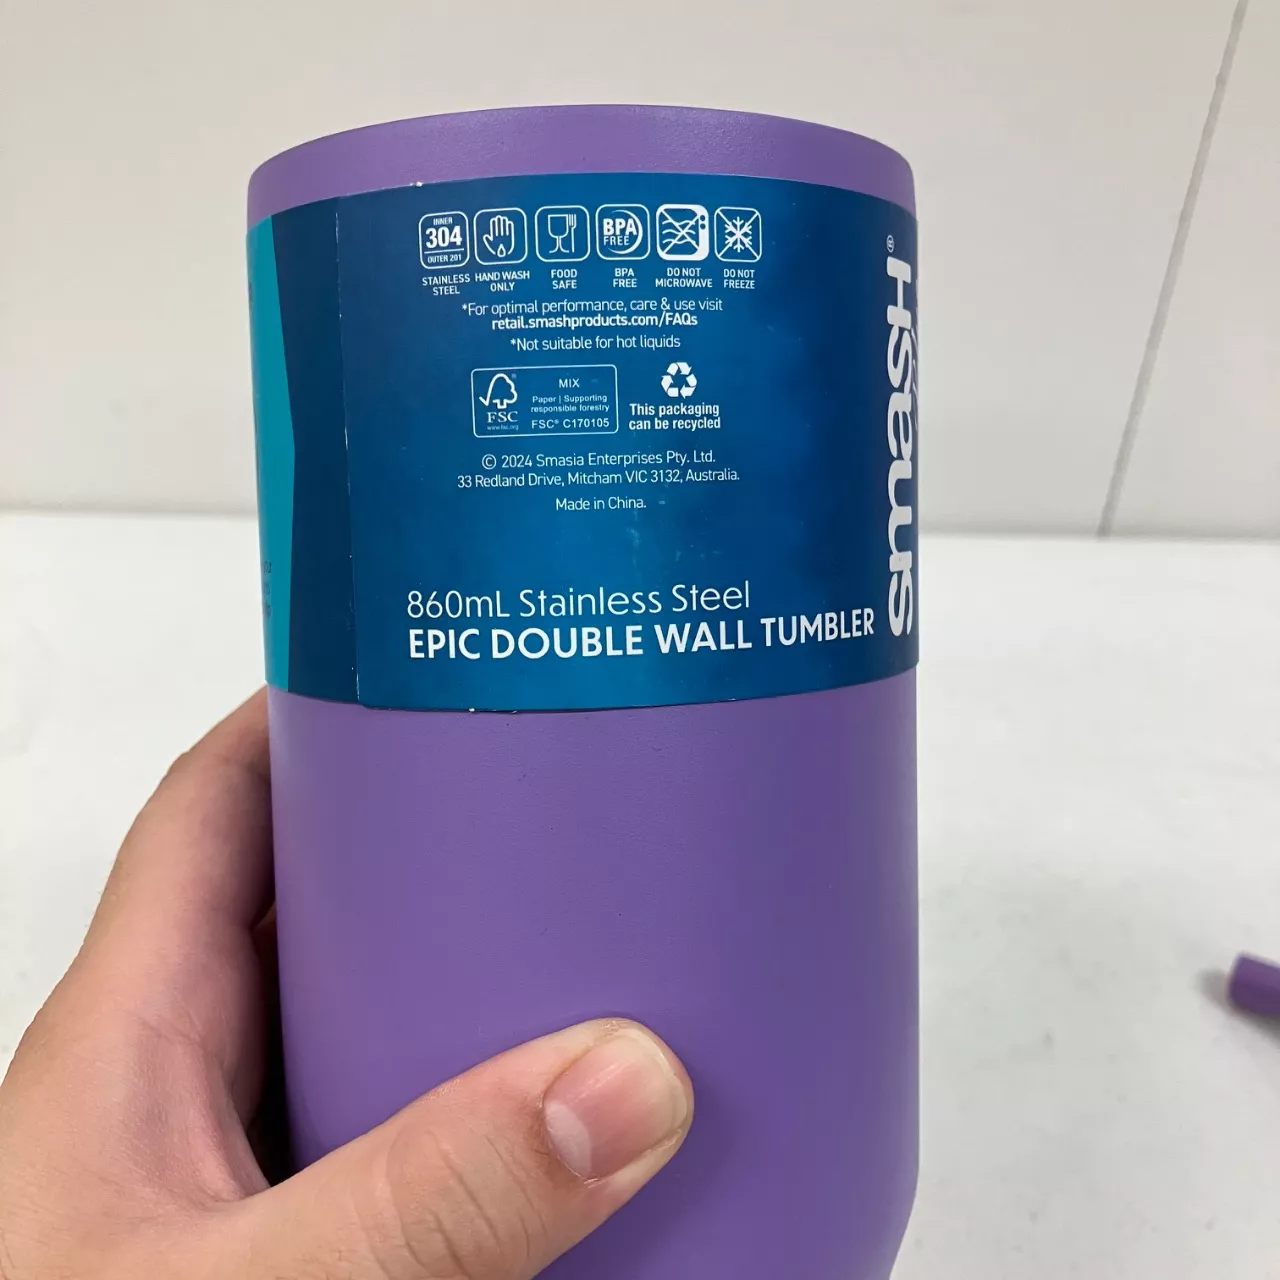 INNER
304
OUTER 201
STAINLESS
STEEL
HAND WASH
ONLY
FOOD
SAFE
BPA
FREE
BPA
FREE
DO NOT
MICROWAVE
DO NOT
FREEZE
*For optimal performance, care & use visit
retail.smashproducts.com/FAQs
*Not suitable for hot liquids
FSC
www.fsc.org
MIX
Paper | Supporting
responsible forestry
FSC® C170105
This packaging
can be recycled
© 2024 Smasia Enterprises Pty. Ltd.
33 Redland Drive, Mitcham VIC 3132, Australia.
Made in China.
860mL Stainless Steel
EPIC DOUBLE WALL TUMBLER
smaSH®